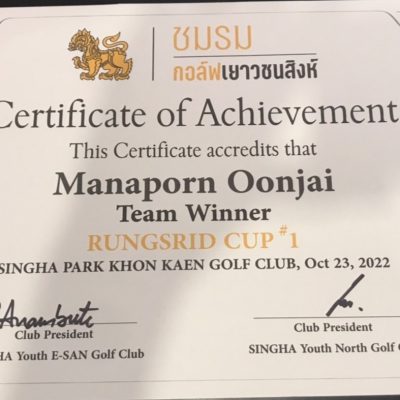 ชมรม
กอล์ฟเยาวชนสิงห์
Certificate of Achievement
This Certificate accredits that
Manaporn Oonjai
Team Winner
RUNGSRID CUP #1
SINGHA PARK KHON KAEN GOLF CLUB, Oct 23, 2022
Club President
Club President
Youth E-SAN Golf Club
SINGHA Youth North Golf